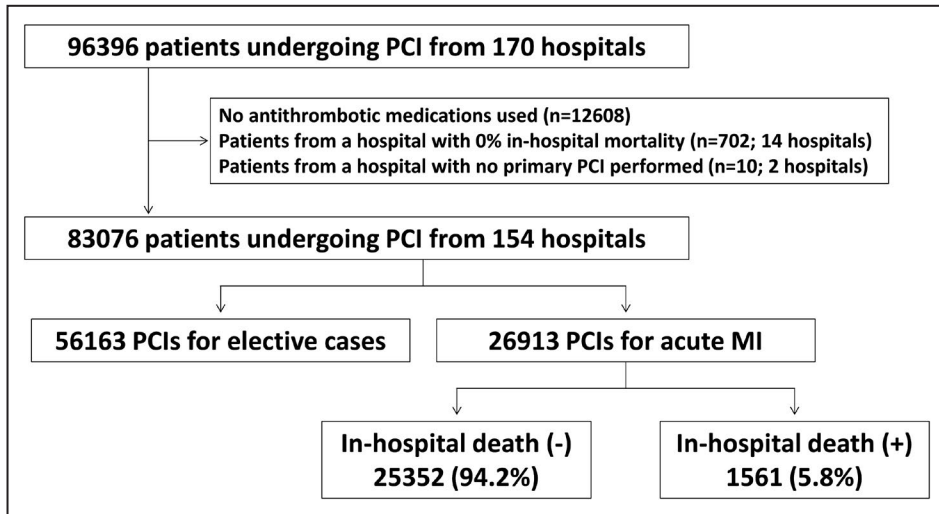 96396 patients undergoing PCI from 170 hospitals
No antithrombotic medications used (n=12608)
Patients from a hospital with 0% in-hospital mortality (n=702; 14 hospitals)
Patients from a hospital with no primary PCI performed (n=10; 2 hospitals)
83076 patients undergoing PCI from 154 hospitals
56163 PCIs for elective cases
26913 PCIs for acute MI
In-hospital death (-)
25352 (94.2%)
In-hospital death (+)
1561 (5.8%)